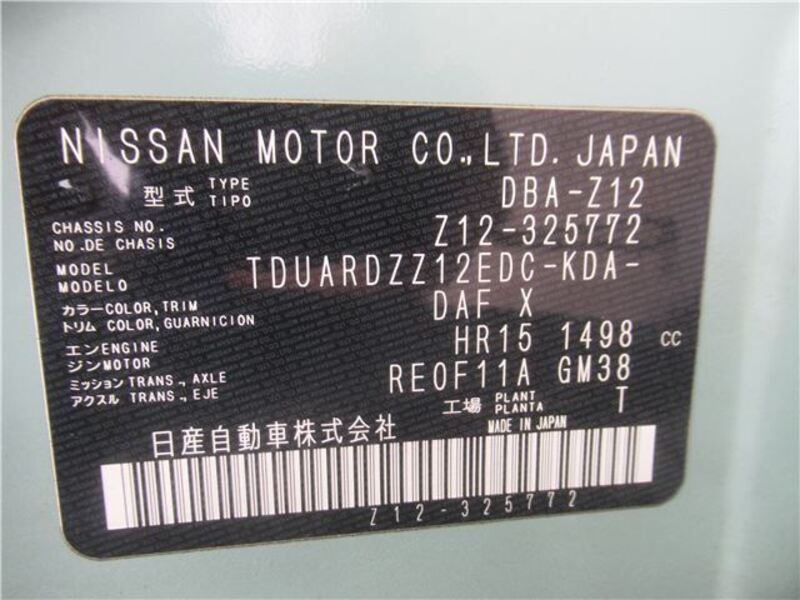 NISSAN MOTOR CO.,LTD. JAPAN
型式 TYPE TIPO DBA-Z12
CHASSIS NO. NO.DE CHASIS Z12-325772
MODEL MODELO TDUARDZZ12EDC-KDA-
カラーCOLOR,TRIM DAF X
トリム COLOR,GUARNICION
エンENGINE HR15 1498 cc
ジンMOTOR
ミッション TRANS., AXLE RE0F11A GM38
アクスル TRANS., EJE
工場 PLANT PLANTA T
日産自動車株式会社 MADE IN JAPAN
Z12-325772